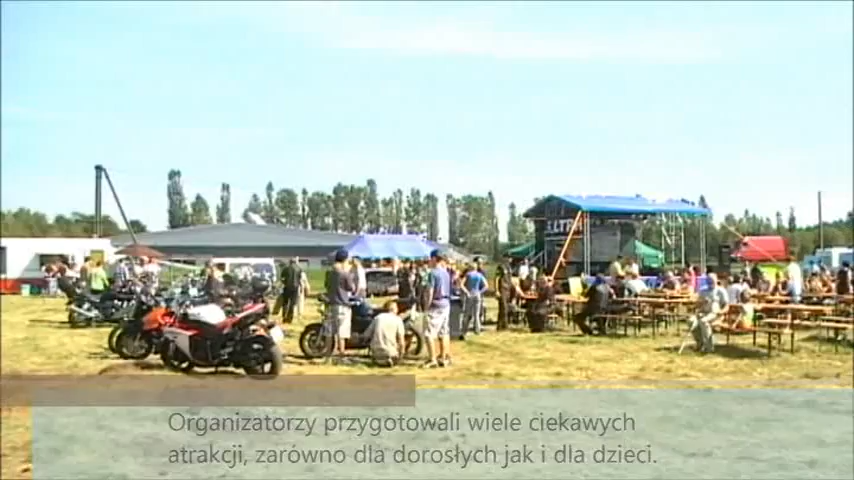 Organizatorzy przygotowali wiele ciekawych
atrakcji, zarówno dla dorosłych jak i dla dzieci.